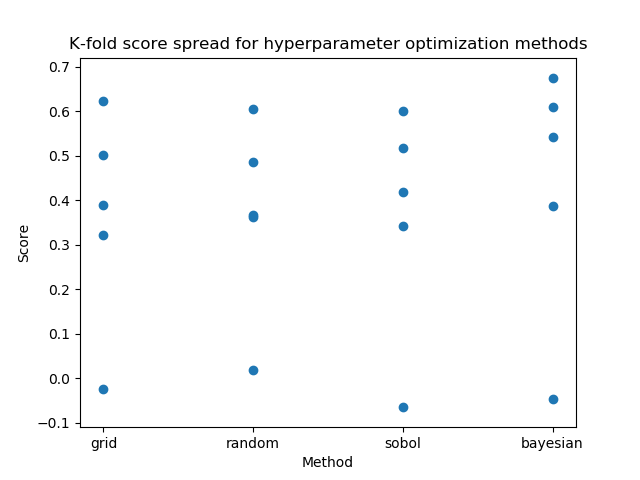 K-fold score spread for hyperparameter optimization methods
0.7
0.6
0.5
0.4
0.3
0.2
0.1
0.0
−0.1
Score
grid random sobol bayesian
Method